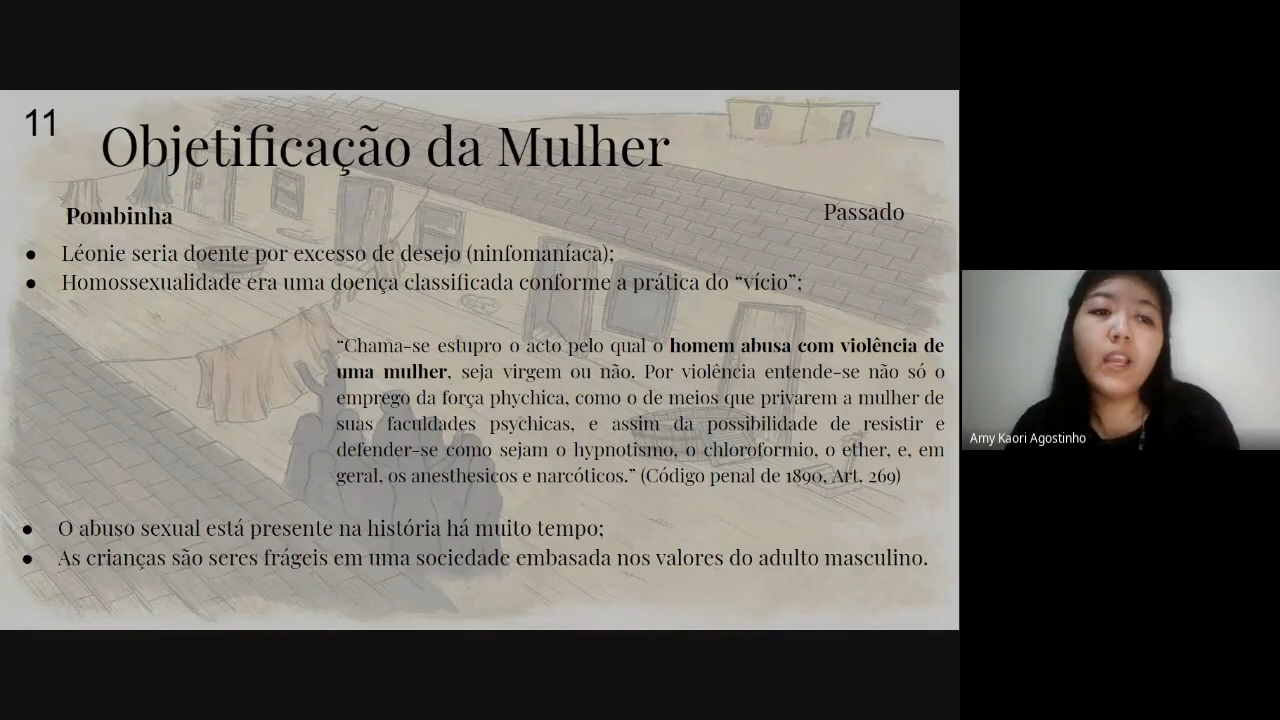 11
Objetificação da Mulher
Pombinha
Passado
● Léonie seria doente por excesso de desejo (ninfomaníaca);
● Homossexualidade era uma doença classificada conforme a prática do “vício”;
“Chama-se estupro o acto pelo qual o homem abusa com violência de
uma mulher, seja virgem ou não. Por violência entende-se não só o
emprego da força phychica, como o de meios que privarem a mulher de
suas faculdades psychicas, e assim da possibilidade de resistir e
defender-se como sejam o hypnotismo, o chloroformio, o ether, e, em
geral, os anesthesicos e narcóticos.” (Código penal de 1890, Art. 269)
● O abuso sexual está presente na história há muito tempo;
● As crianças são seres frágeis em uma sociedade embasada nos valores do adulto masculino.
Amy Kaori Agostinho